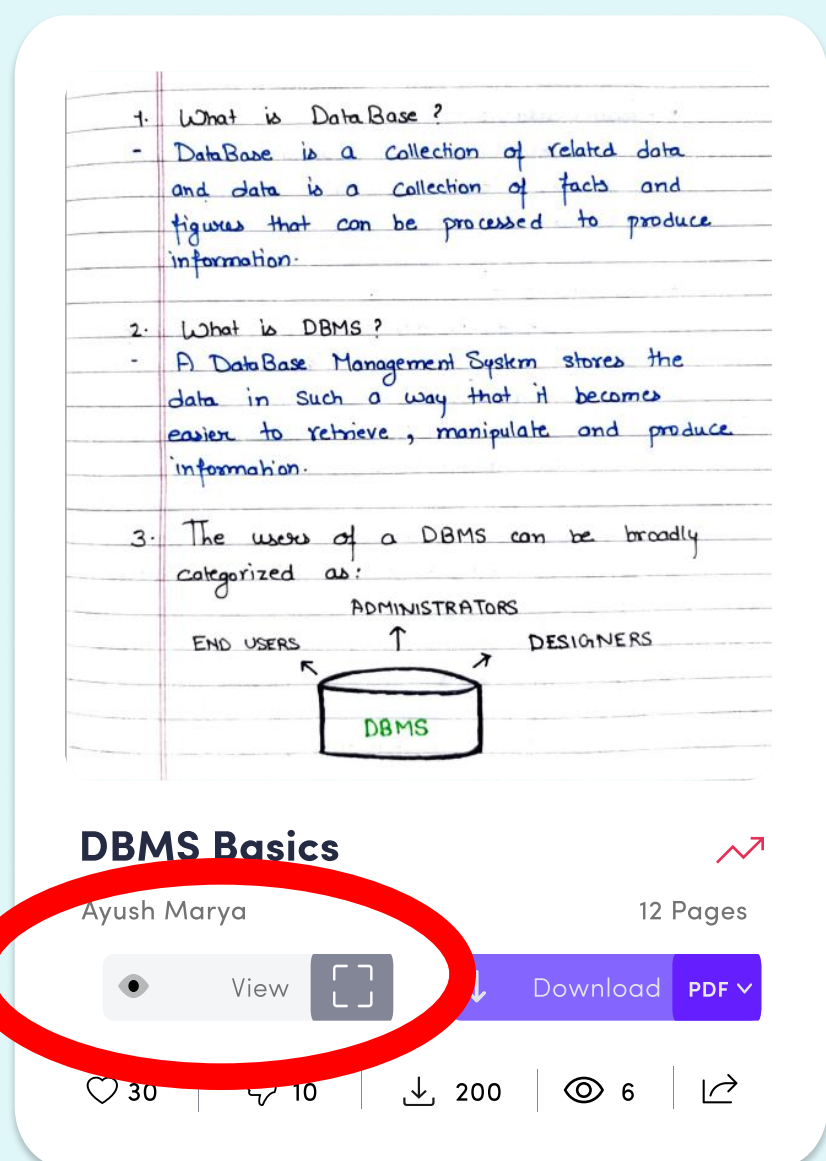 1. What is DataBase ?
- DataBase is a collection of related data
and data is a collection of facts and
figures that can be processed to produce
information.
2. What is DBMS ?
- A DataBase Management System stores the
data in such a way that it becomes
easier to retrieve , manipulate and produce
information.
3. The users of a DBMS can be broadly
categorized as:
ADMINISTRATORS
END USERS DESIGNERS
DBMS
DBMS Basics
Ayush Marya 12 Pages
View Download PDF
30 10 200 6